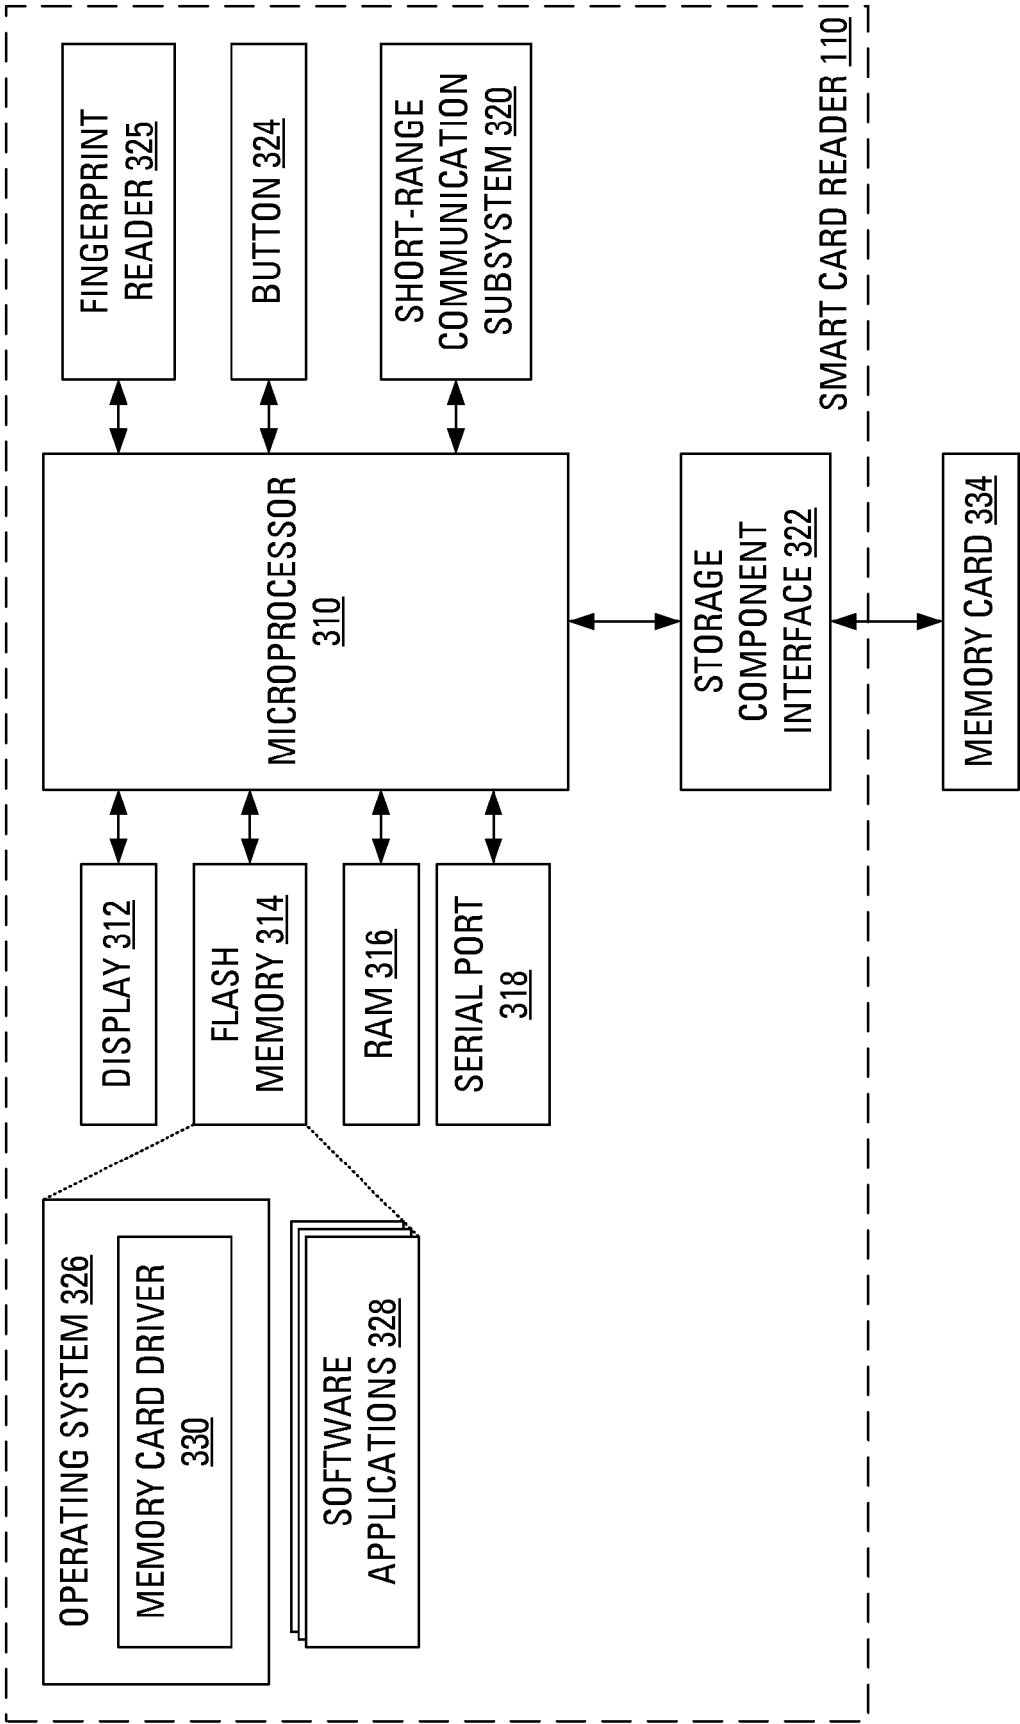 OPERATING SYSTEM 326
MEMORY CARD DRIVER
330
SOFTWARE
APPLICATIONS 328
DISPLAY 312
FLASH
MEMORY 314
RAM 316
SERIAL PORT
318
MICROPROCESSOR
310
FINGERPRINT
READER 325
BUTTON 324
SHORT-RANGE
COMMUNICATION
SUBSYSTEM 320
STORAGE
COMPONENT
INTERFACE 322
SMART CARD READER 110
MEMORY CARD 334